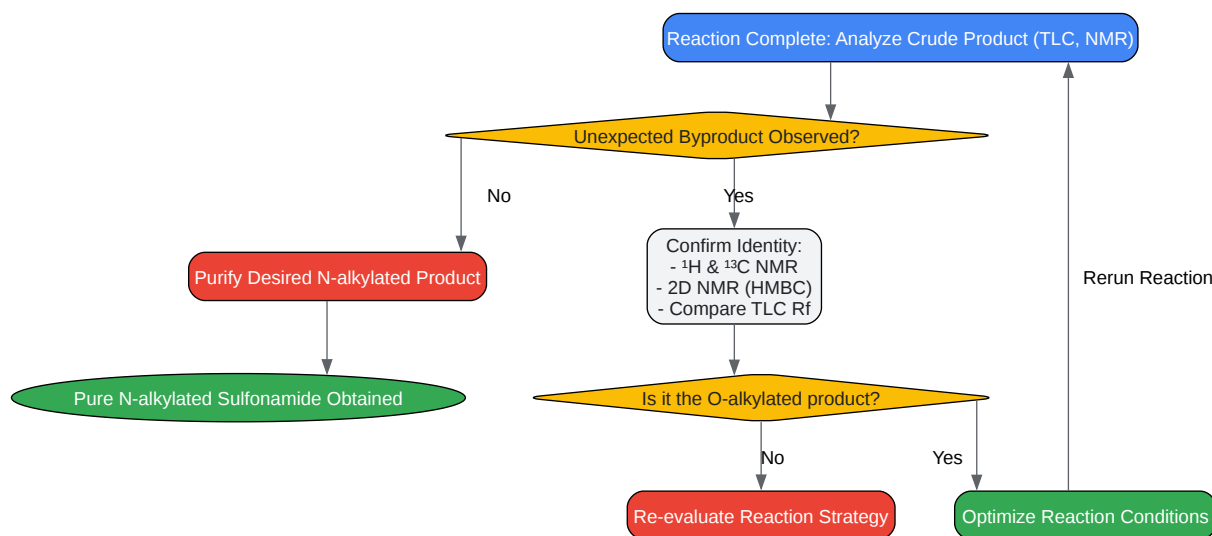 Reaction Complete: Analyze Crude Product (TLC, NMR)
Unexpected Byproduct Observed?
No
Yes
Confirm Identity:
- ¹H & ¹³C NMR
- 2D NMR (HMBC)
- Compare TLC Rf
Purify Desired N-alkylated Product
Rerun Reaction
Pure N-alkylated Sulfonamide Obtained
Is it the O-alkylated product?
No
Yes
Re-evaluate Reaction Strategy
Optimize Reaction Conditions